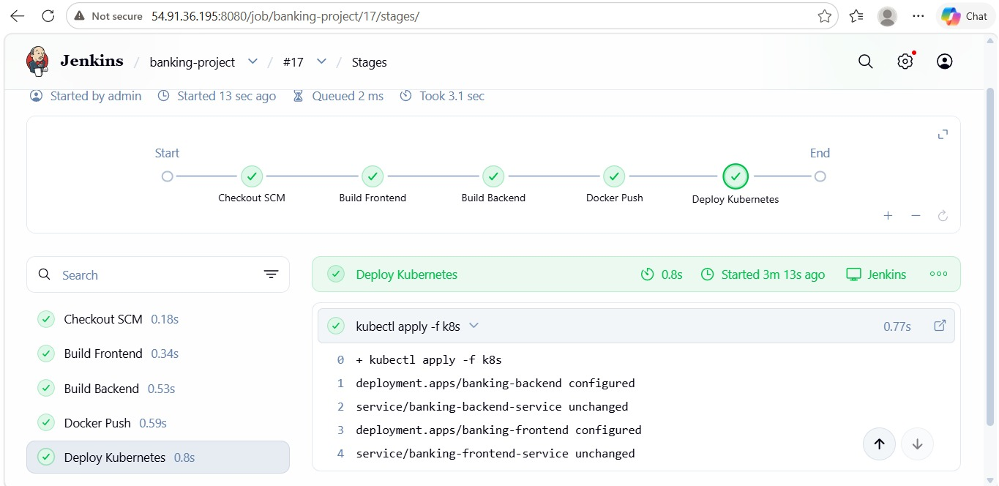 Not secure 54.91.36.195:8080/job/banking-project/17/stages/ Chat
Jenkins / banking-project / #17 / Stages
Started by admin Started 13 sec ago Queued 2 ms Took 3.1 sec
Start End
Checkout SCM Build Frontend Build Backend Docker Push Deploy Kubernetes
Search
Checkout SCM 0.18s
Build Frontend 0.34s
Build Backend 0.53s
Docker Push 0.59s
Deploy Kubernetes 0.8s
Deploy Kubernetes 0.8s Started 3m 13s ago Jenkins
kubectl apply -f k8s 0.77s
0 + kubectl apply -f k8s
1 deployment.apps/banking-backend configured
2 service/banking-backend-service unchanged
3 deployment.apps/banking-frontend configured
4 service/banking-frontend-service unchanged